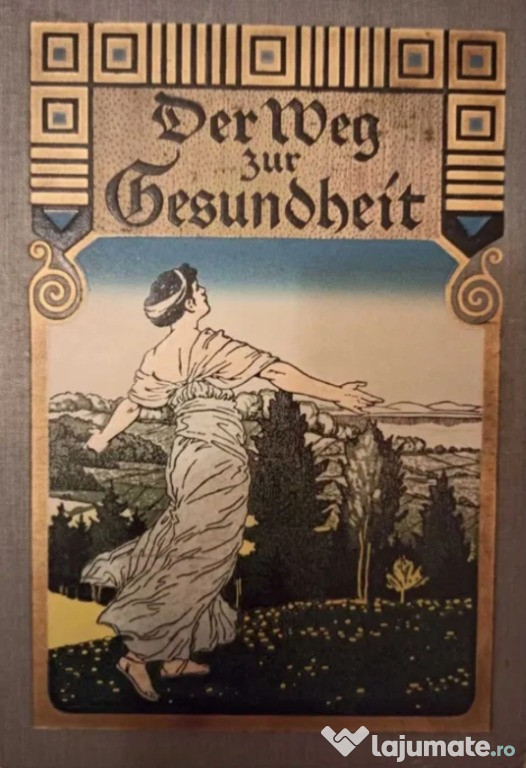 Der Weg
zur
Gesundheit
lajumate.ro